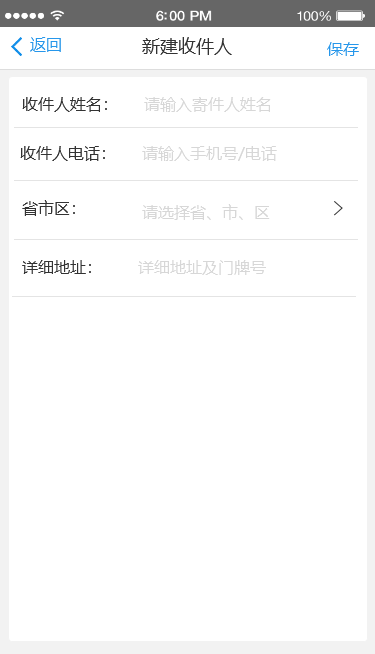 6:00 PM 100%
返回 新建收件人 保存
收件人姓名： 请输入寄件人姓名
收件人电话： 请输入手机号/电话
省市区： 请选择省、市、区
详细地址： 详细地址及门牌号